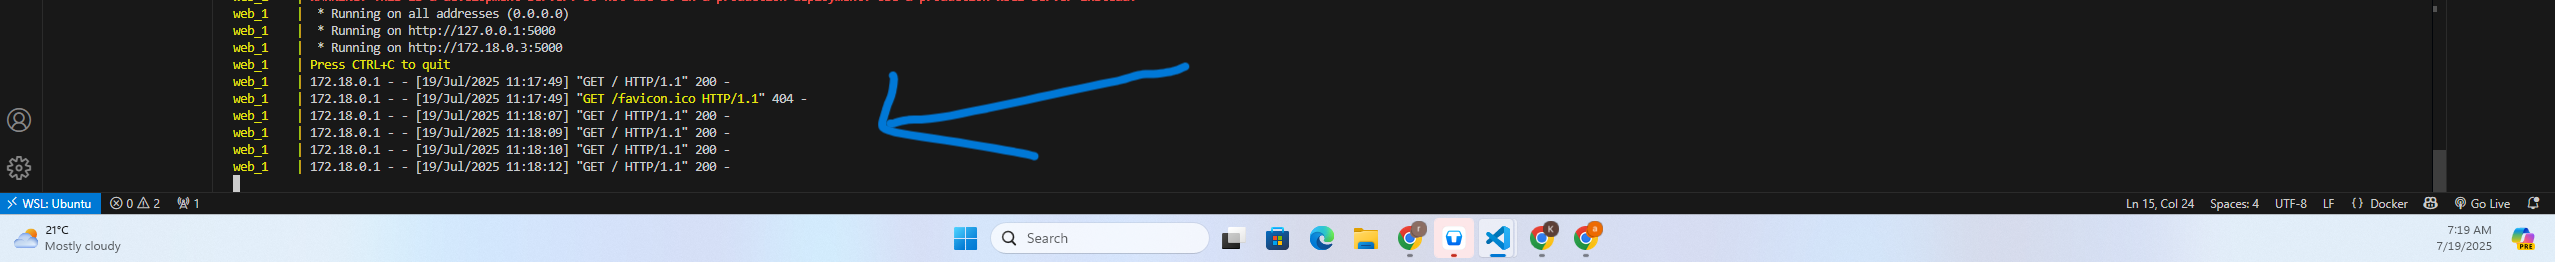 web_1    |  * Running on all addresses (0.0.0.0)
web_1    |  * Running on http://127.0.0.1:5000
web_1    |  * Running on http://172.18.0.3:5000
web_1    | Press CTRL+C to quit
web_1    | 172.18.0.1 - - [19/Jul/2025 11:17:49] "GET / HTTP/1.1" 200 -
web_1    | 172.18.0.1 - - [19/Jul/2025 11:17:49] "GET /favicon.ico HTTP/1.1" 404 -
web_1    | 172.18.0.1 - - [19/Jul/2025 11:18:07] "GET / HTTP/1.1" 200 -
web_1    | 172.18.0.1 - - [19/Jul/2025 11:18:09] "GET / HTTP/1.1" 200 -
web_1    | 172.18.0.1 - - [19/Jul/2025 11:18:10] "GET / HTTP/1.1" 200 -
web_1    | 172.18.0.1 - - [19/Jul/2025 11:18:12] "GET / HTTP/1.1" 200 -
WSL: Ubuntu 0 2 1 Ln 15, Col 24 Spaces: 4 UTF-8 LF {} Docker Go Live
21°C
Mostly cloudy
Search
r
K
a
7:19 AM
7/19/2025
PRE